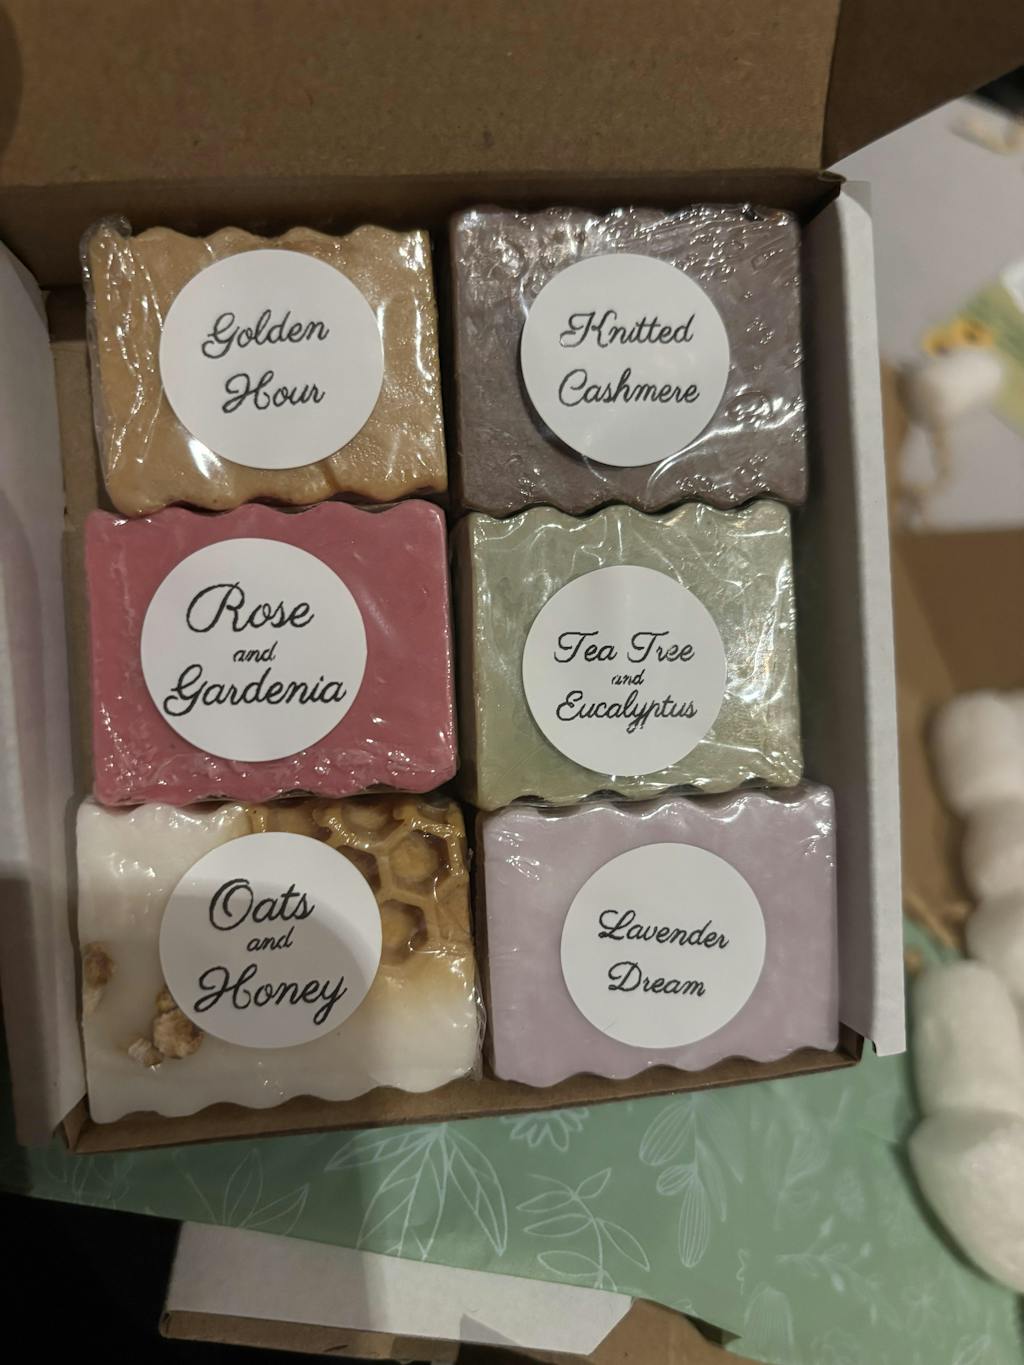 Golden
Hour
Knitted
Cashmere
Rose
and
Gardenia
Tea Tree
and
Eucalyptus
Oats
and
Honey
Lavender
Dream